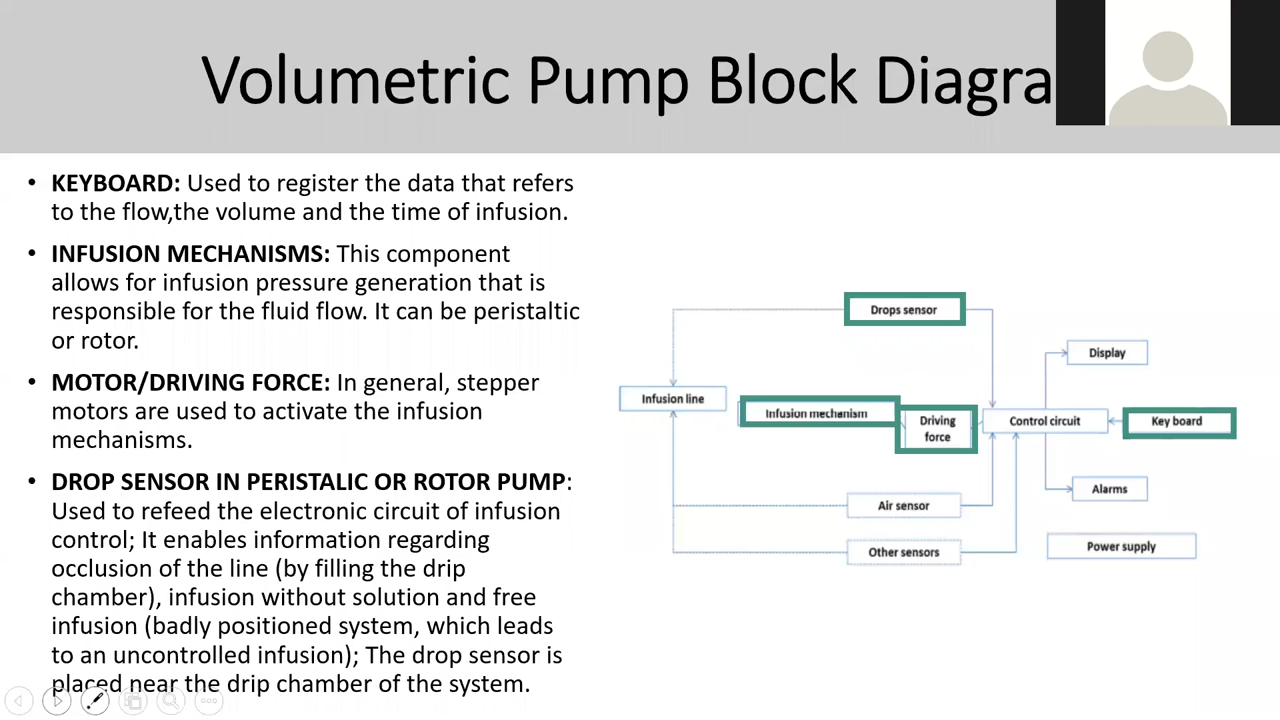 Volumetric Pump Block Diagra
• KEYBOARD: Used to register the data that refers
to the flow,the volume and the time of infusion.
• INFUSION MECHANISMS: This component
allows for infusion pressure generation that is
responsible for the fluid flow. It can be peristaltic
or rotor.
• MOTOR/DRIVING FORCE: In general, stepper
motors are used to activate the infusion
mechanisms.
• DROP SENSOR IN PERISTALIC OR ROTOR PUMP:
Used to refeed the electronic circuit of infusion
control; It enables information regarding
occlusion of the line (by filling the drip
chamber), infusion without solution and free
infusion (badly positioned system, which leads
to an uncontrolled infusion); The drop sensor is
placed near the drip chamber of the system.
Drops sensor
Display
Infusion line
Infusion mechanism
Driving
force
Control circuit
Key board
Alarms
Air sensor
Other sensors
Power supply